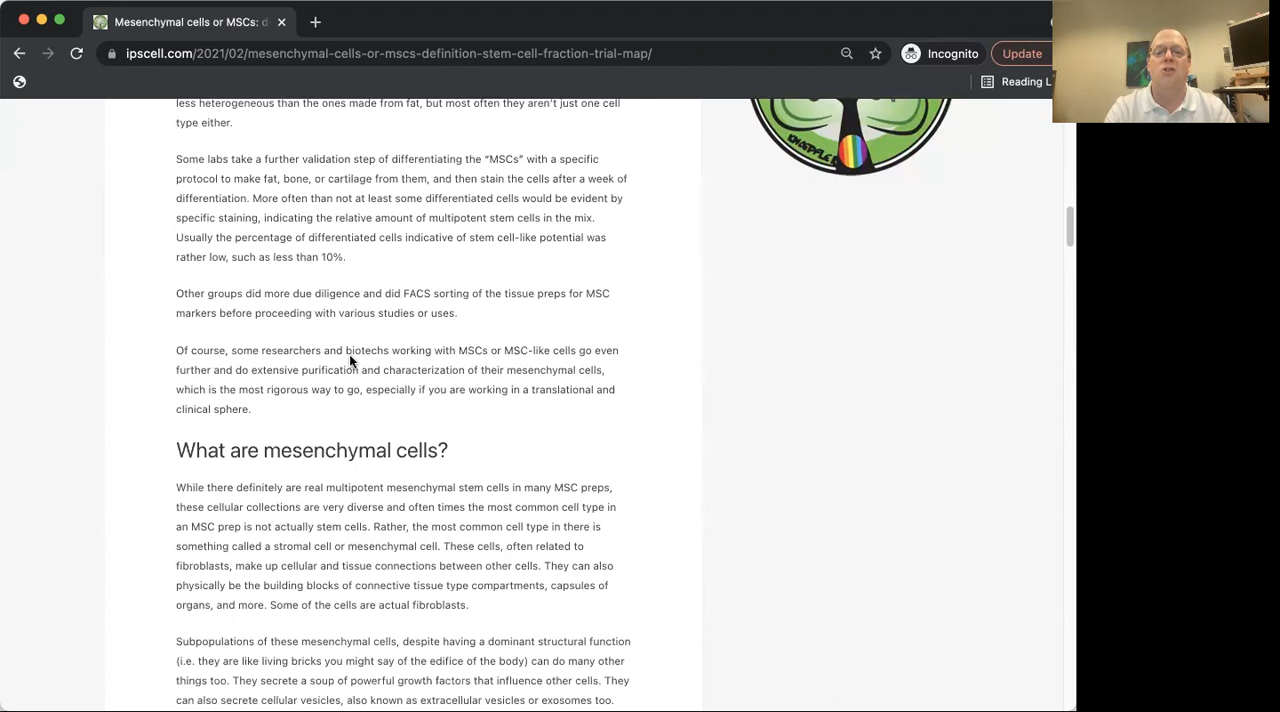 Mesenchymal cells or MSCs: d
ipscell.com/2021/02/mesenchymal-cells-or-mscs-definition-stem-cell-fraction-trial-map/
Incognito
Update
Reading L
less heterogeneous than the ones made from fat, but most often they aren't just one cell
type either.
Some labs take a further validation step of differentiating the “MSCs” with a specific
protocol to make fat, bone, or cartilage from them, and then stain the cells after a week of
differentiation. More often than not at least some differentiated cells would be evident by
specific staining, indicating the relative amount of multipotent stem cells in the mix.
Usually the percentage of differentiated cells indicative of stem cell-like potential was
rather low, such as less than 10%.
Other groups did more due diligence and did FACS sorting of the tissue preps for MSC
markers before proceeding with various studies or uses.
Of course, some researchers and biotechs working with MSCs or MSC-like cells go even
further and do extensive purification and characterization of their mesenchymal cells,
which is the most rigorous way to go, especially if you are working in a translational and
clinical sphere.
What are mesenchymal cells?
While there definitely are real multipotent mesenchymal stem cells in many MSC preps,
these cellular collections are very diverse and often times the most common cell type in
an MSC prep is not actually stem cells. Rather, the most common cell type in there is
something called a stromal cell or mesenchymal cell. These cells, often related to
fibroblasts, make up cellular and tissue connections between other cells. They can also
physically be the building blocks of connective tissue type compartments, capsules of
organs, and more. Some of the cells are actual fibroblasts.
Subpopulations of these mesenchymal cells, despite having a dominant structural function
(i.e. they are like living bricks you might say of the edifice of the body) can do many other
things too. They secrete a soup of powerful growth factors that influence other cells. They
can also secrete cellular vesicles, also known as extracellular vesicles or exosomes too.